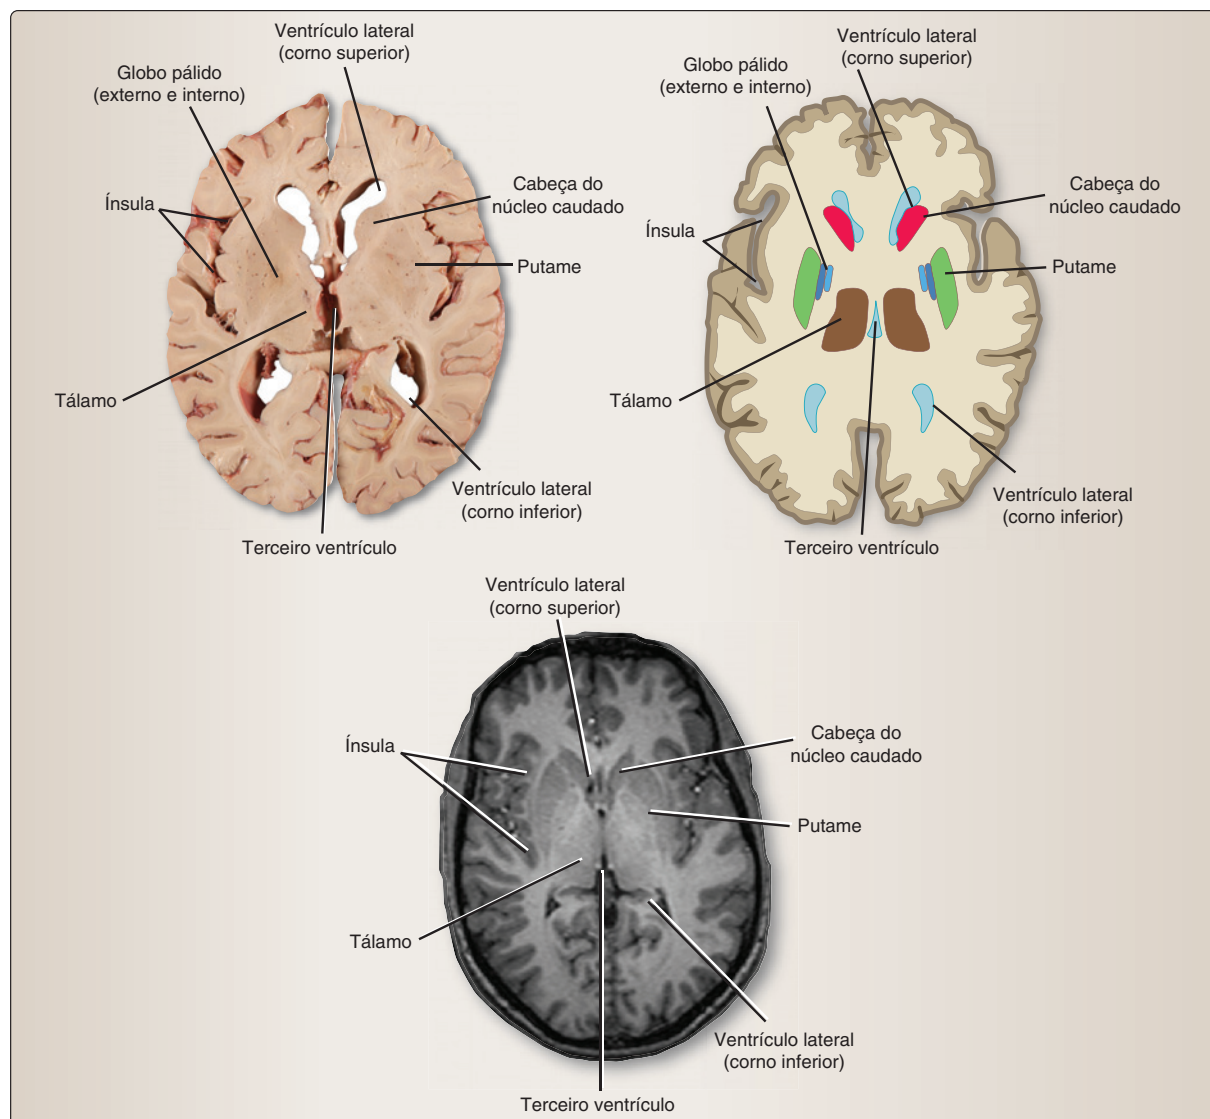 Ventrículo lateral
(corno superior)
Globo pálido
(externo e interno)
Ínsula
Cabeça do
núcleo caudado
Putame
Tálamo
Ventrículo lateral
(corno inferior)
Terceiro ventrículo
Ventrículo lateral
(corno superior)
Globo pálido
(externo e interno)
Cabeça do
núcleo caudado
Ínsula
Putame
Tálamo
Ventrículo lateral
(corno inferior)
Terceiro ventrículo
Ventrículo lateral
(corno superior)
Ínsula
Cabeça do
núcleo caudado
Putame
Tálamo
Ventrículo lateral
(corno inferior)
Terceiro ventrículo